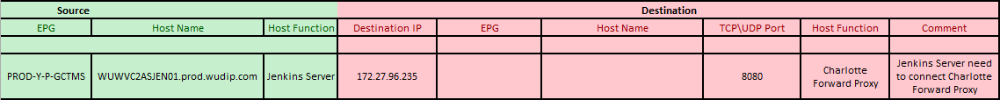 Source Destination
EPG Host Name Host Function Destination IP EPG Host Name TCP\UDP Port Host Function Comment
PROD-Y-P-GCTMS WUWVC2ASJEN01.prod.wudip.com Jenkins Server 172.27.96.235 8080 Charlotte Forward Proxy Jenkins Server need
to connect Charlotte
Forward Proxy